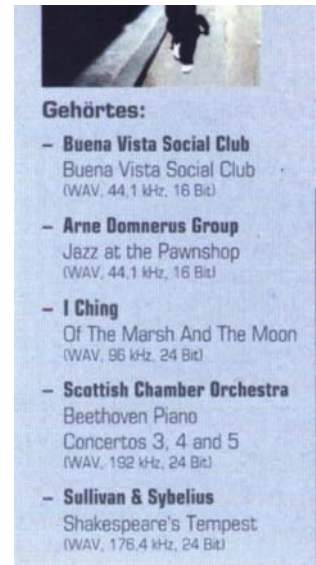 Gehörtes:
– Buena Vista Social Club
Buena Vista Social Club
(WAV, 44,1 kHz, 16 Bit)
– Arne Domnerus Group
Jazz at the Pawnshop
(WAV, 44,1 kHz, 16 Bit)
– I Ching
Of The Marsh And The Moon
(WAV, 96 kHz, 24 Bit)
– Scottish Chamber Orchestra
Beethoven Piano
Concertos 3, 4 and 5
(WAV, 192 kHz, 24 Bit)
– Sullivan & Sybelius
Shakespeare's Tempest
(WAV, 176,4 kHz, 24 Bit)